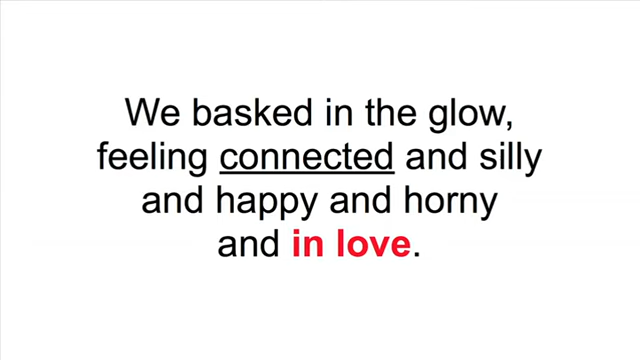 We basked in the glow,
feeling connected and silly
and happy and horny
and in love.